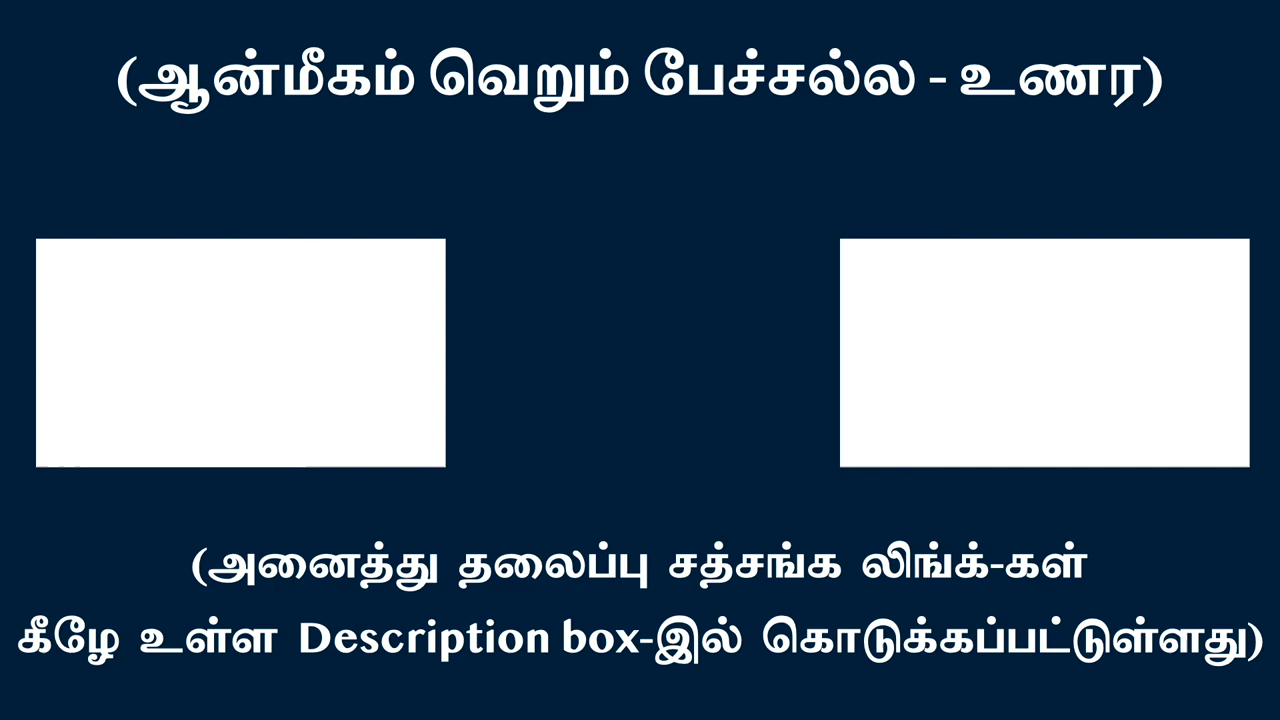 (ஆன்மீகம் வெறும் பேச்சல்ல - உணர)
(அனைத்து தலைப்பு சத்சங்க லிங்க்-கள்
கீழே உள்ள Description box-இல் கொடுக்கப்பட்டுள்ளது)